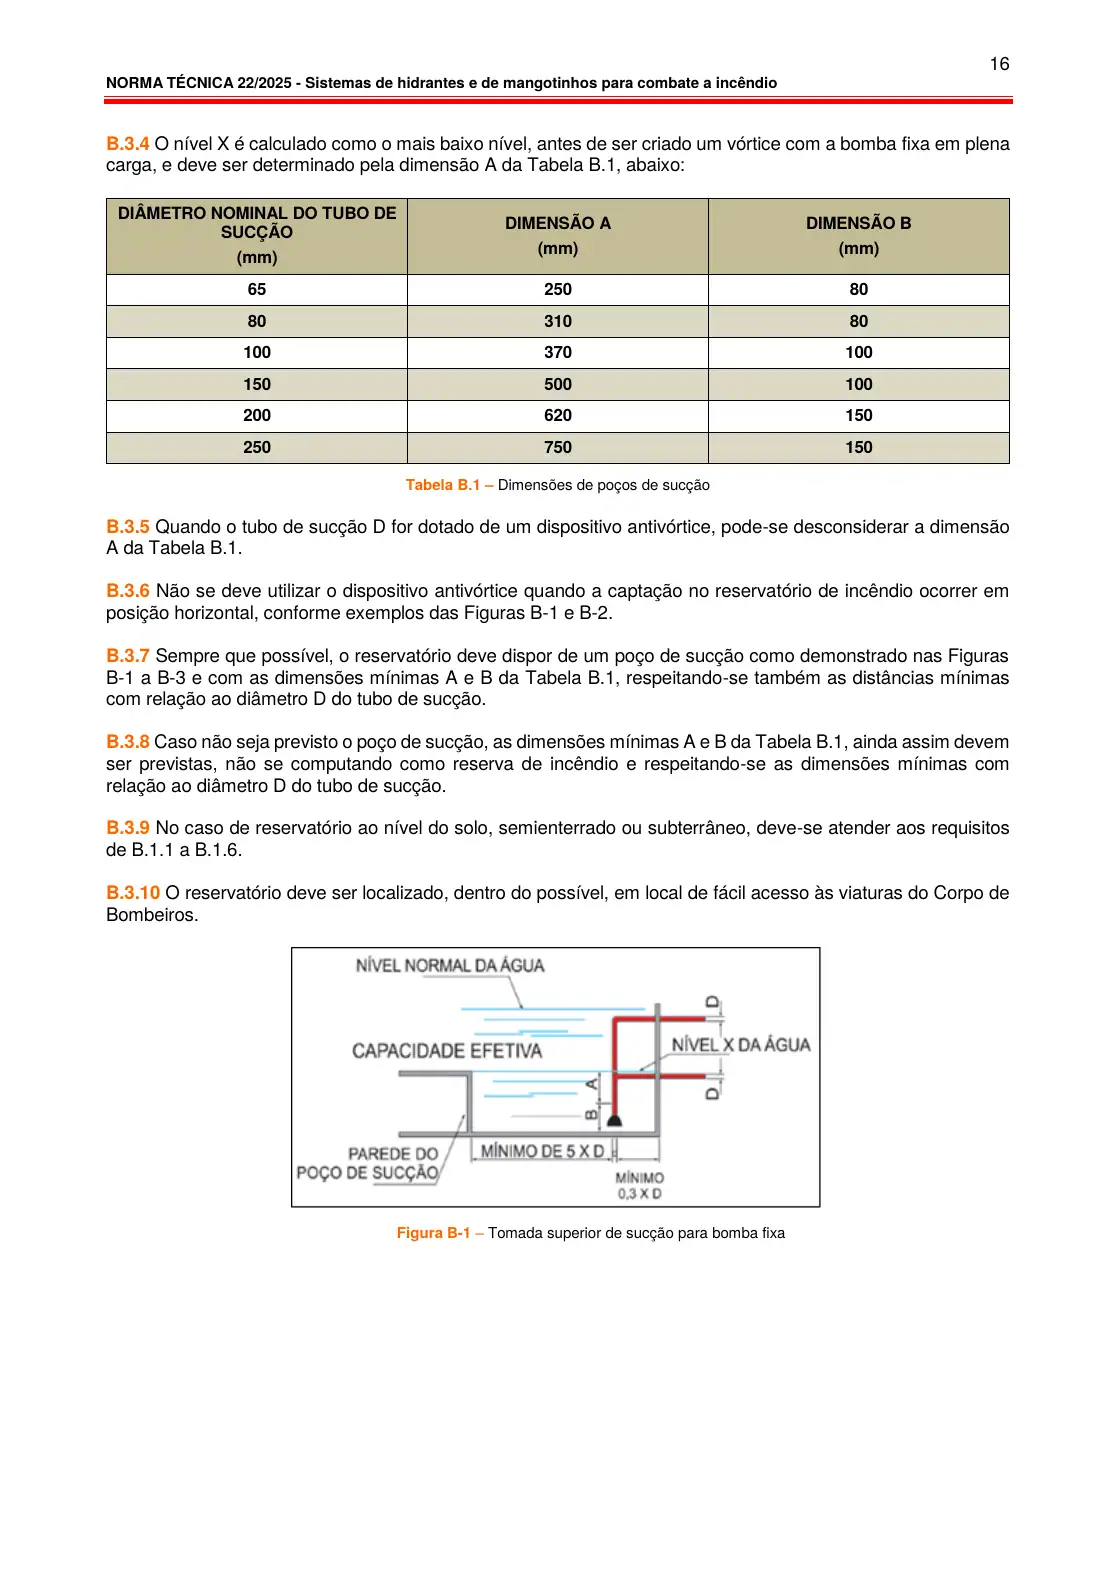 16
NORMA TÉCNICA 22/2025 - Sistemas de hidrantes e de mangotinhos para combate a incêndio
B.3.4 O nível X é calculado como o mais baixo nível, antes de ser criado um vórtice com a bomba fixa em plena
carga, e deve ser determinado pela dimensão A da Tabela B.1, abaixo:
DIÂMETRO NOMINAL DO TUBO DE
SUCÇÃO
(mm)
DIMENSÃO A
(mm)
DIMENSÃO B
(mm)
65 250 80
80 310 80
100 370 100
150 500 100
200 620 150
250 750 150
Tabela B.1 – Dimensões de poços de sucção
B.3.5 Quando o tubo de sucção D for dotado de um dispositivo antivórtice, pode-se desconsiderar a dimensão
A da Tabela B.1.
B.3.6 Não se deve utilizar o dispositivo antivórtice quando a captação no reservatório de incêndio ocorrer em
posição horizontal, conforme exemplos das Figuras B-1 e B-2.
B.3.7 Sempre que possível, o reservatório deve dispor de um poço de sucção como demonstrado nas Figuras
B-1 a B-3 e com as dimensões mínimas A e B da Tabela B.1, respeitando-se também as distâncias mínimas
com relação ao diâmetro D do tubo de sucção.
B.3.8 Caso não seja previsto o poço de sucção, as dimensões mínimas A e B da Tabela B.1, ainda assim devem
ser previstas, não se computando como reserva de incêndio e respeitando-se as dimensões mínimas com
relação ao diâmetro D do tubo de sucção.
B.3.9 No caso de reservatório ao nível do solo, semienterrado ou subterrâneo, deve-se atender aos requisitos
de B.1.1 a B.1.6.
B.3.10 O reservatório deve ser localizado, dentro do possível, em local de fácil acesso às viaturas do Corpo de
Bombeiros.
NÍVEL NORMAL DA ÁGUA
D
CAPACIDADE EFETIVA
NÍVEL X DA ÁGUA
A
D
B
PAREDE DO
POÇO DE SUCÇÃO
MÍNIMO DE 5 X D
MÍNIMO
0,3 X D
Figura B-1 – Tomada superior de sucção para bomba fixa